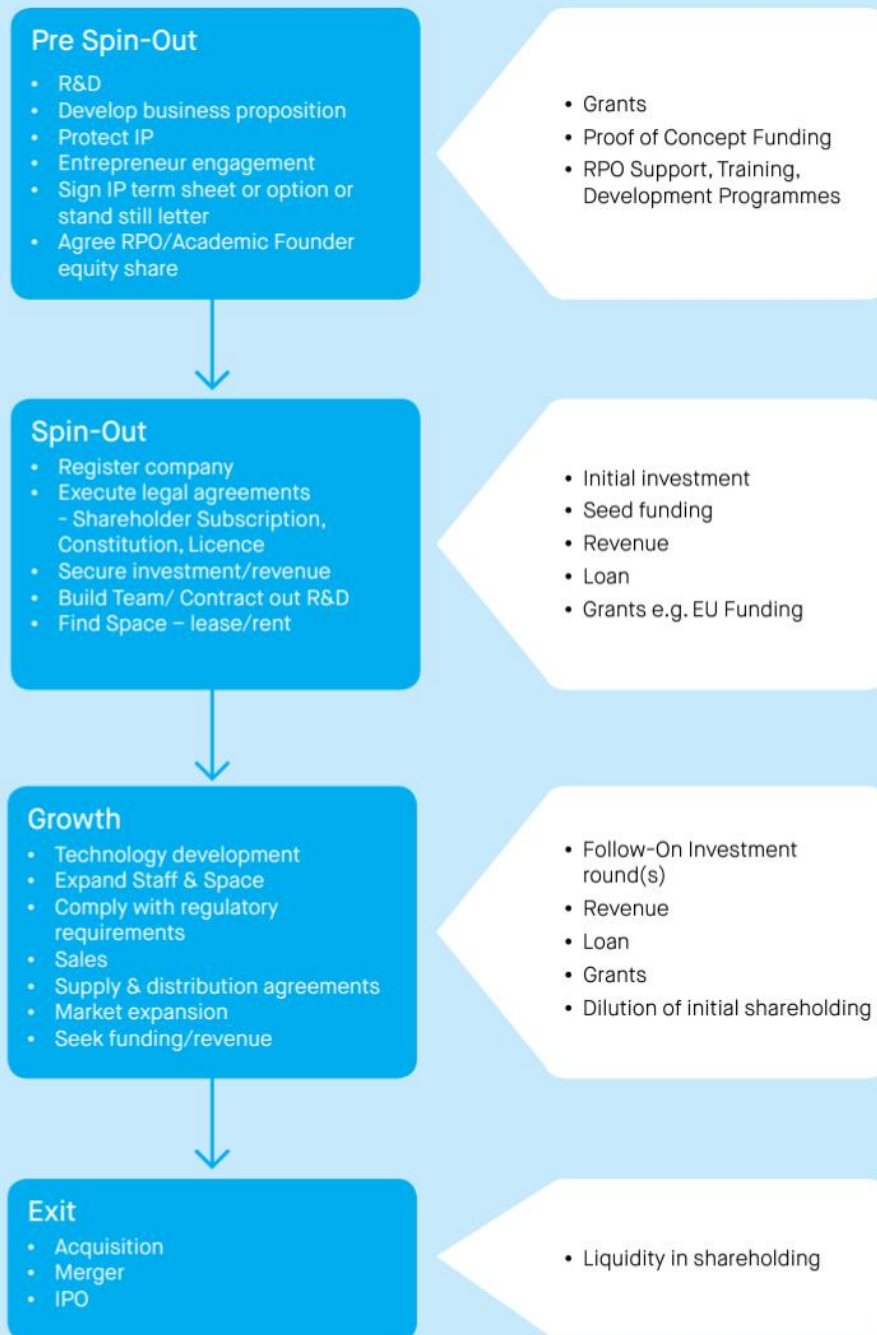 Pre Spin-Out
• R&D
• Develop business proposition
• Protect IP
• Entrepreneur engagement
• Sign IP term sheet or option or
stand still letter
• Agree RPO/Academic Founder
equity share
• Grants
• Proof of Concept Funding
• RPO Support, Training,
Development Programmes
Spin-Out
• Register company
• Execute legal agreements
- Shareholder Subscription,
Constitution, Licence
• Secure investment/revenue
• Build Team/ Contract out R&D
• Find Space – lease/rent
• Initial investment
• Seed funding
• Revenue
• Loan
• Grants e.g. EU Funding
Growth
• Technology development
• Expand Staff & Space
• Comply with regulatory
requirements
• Sales
• Supply & distribution agreements
• Market expansion
• Seek funding/revenue
• Follow-On Investment
round(s)
• Revenue
• Loan
• Grants
• Dilution of initial shareholding
Exit
• Acquisition
• Merger
• IPO
• Liquidity in shareholding